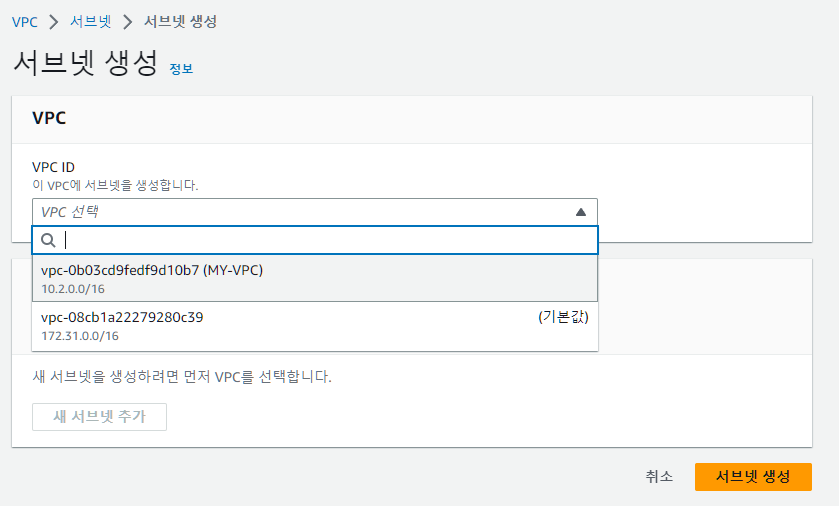 VPC > 서브넷 > 서브넷 생성
서브넷 생성 정보
VPC
VPC ID
이 VPC에 서브넷을 생성합니다.
VPC 선택
vpc-0b03cd9fedf9d10b7 (MY-VPC)
10.2.0.0/16
vpc-08cb1a22279280c39 (기본값)
172.31.0.0/16
새 서브넷을 생성하려면 먼저 VPC를 선택합니다.
새 서브넷 추가
취소 서브넷 생성